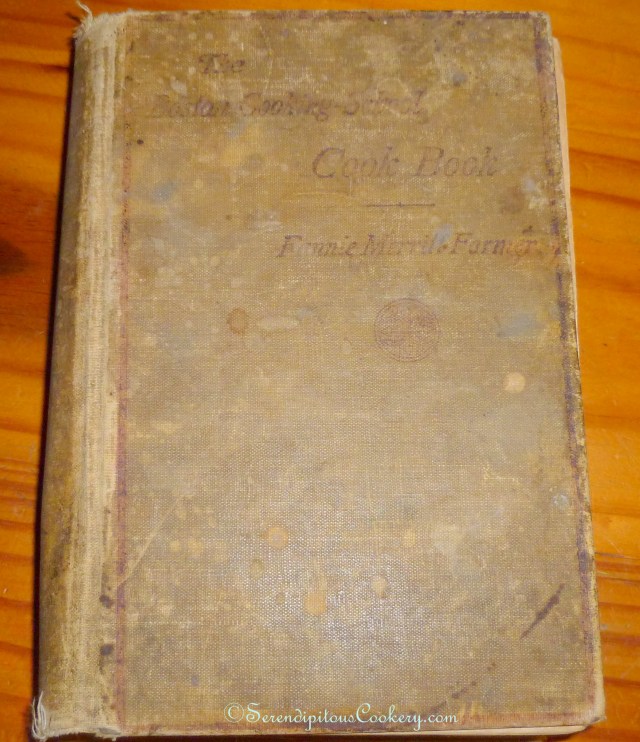 The
Boston Cooking-School
Cook Book
Fannie Merritt Farmer.
©SerendipitousCookery.com